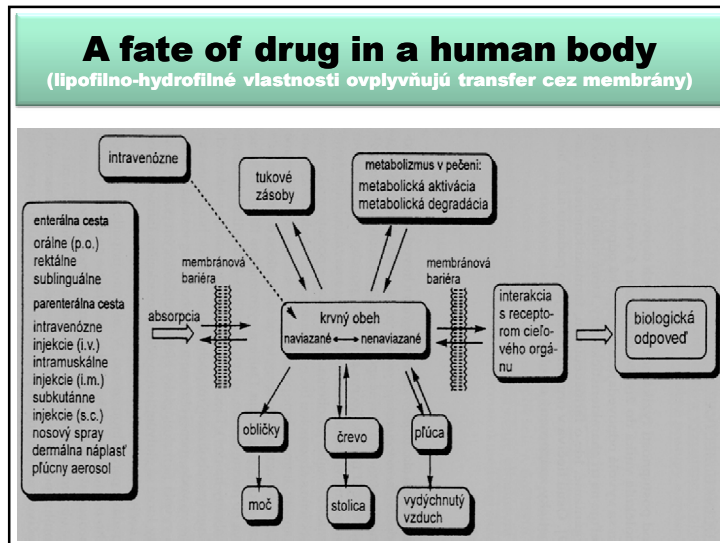 A fate of drug in a human body
(lipofilno-hydrofilné vlastnosti ovplyvňujú transfer cez membrány)
intravenózne
tukové
zásoby
metabolizmus v pečeni:
metabolická aktivácia
metabolická degradácia
enterálna cesta
orálne (p.o.)
rektálne
sublinguálne
parenterálna cesta
intravenózne
injekcie (i.v.)
intramuskálne
injekcie (i.m.)
subkutánne
injekcie (s.c.)
nosový spray
dermálna náplasť
pľúcny aerosol
absorpcia
membránová
bariéra
krvný obeh
naviazané nenaviazané
membránová
bariéra
interakcia
s recepto-
rom cieľo-
vého orgá-
nu
biologická
odpoveď
obličky
črevo
pľúca
moč
stolica
vydýchnutý
vzduch